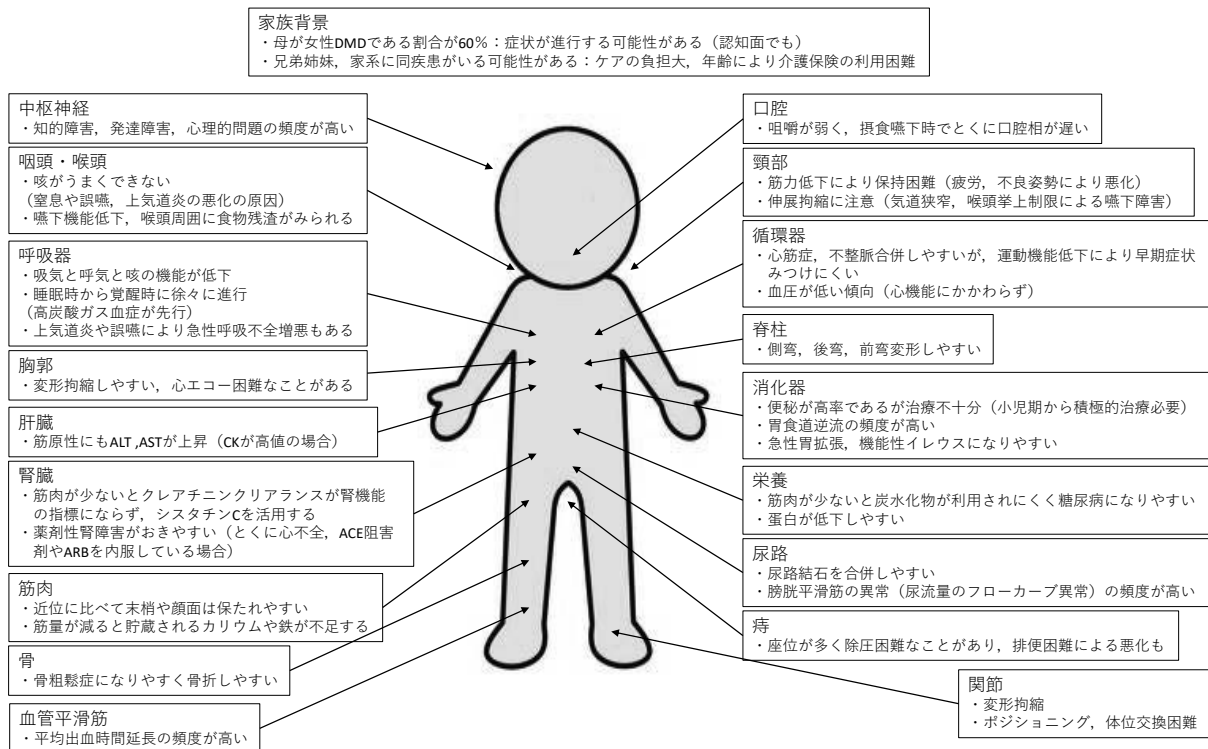 家族背景
・母が女性DMDである割合が60%：症状が進行する可能性がある（認知面でも）
・兄弟姉妹，家系に同疾患がいる可能性がある：ケアの負担大，年齢により介護保険の利用困難
中枢神経
・知的障害，発達障害，心理的問題の頻度が高い
咽頭・喉頭
・咳がうまくできない
（窒息や誤嚥，上気道炎の悪化の原因）
・嚥下機能低下，喉頭周囲に食物残渣がみられる
呼吸器
・吸気と呼気と咳の機能が低下
・睡眠時から覚醒時に徐々に進行
（高炭酸ガス血症が先行）
・上気道炎や誤嚥により急性呼吸不全増悪もある
胸郭
・変形拘縮しやすい，心エコー困難なことがある
肝臓
・筋原性にもALT ,ASTが上昇（CKが高値の場合）
腎臓
・筋肉が少ないとクレアチニンクリアランスが腎機能
の指標にならず，シスタチンCを活用する
・薬剤性腎障害がおきやすい（とくに心不全，ACE阻害
剤やARBを内服している場合）
筋肉
・近位に比べて末梢や顔面は保たれやすい
・筋量が減ると貯蔵されるカリウムや鉄が不足する
骨
・骨粗鬆症になりやすく骨折しやすい
血管平滑筋
・平均出血時間延長の頻度が高い
口腔
・咀嚼が弱く，摂食嚥下時でとくに口腔相が遅い
頸部
・筋力低下により保持困難（疲労，不良姿勢により悪化）
・伸展拘縮に注意（気道狭窄，喉頭挙上制限による嚥下障害）
循環器
・心筋症，不整脈合併しやすいが，運動機能低下により早期症状
みつけにくい
・血圧が低い傾向（心機能にかかわらず）
脊柱
・側弯，後弯，前弯変形しやすい
消化器
・便秘が高率であるが治療不十分（小児期から積極的治療必要）
・胃食道逆流の頻度が高い
・急性胃拡張，機能性イレウスになりやすい
栄養
・筋肉が少ないと炭水化物が利用されにくく糖尿病になりやすい
・蛋白が低下しやすい
尿路
・尿路結石を合併しやすい
・膀胱平滑筋の異常（尿流量のフローカーブ異常）の頻度が高い
痔
・座位が多く除圧困難なことがあり，排便困難による悪化も
関節
・変形拘縮
・ポジショニング，体位交換困難